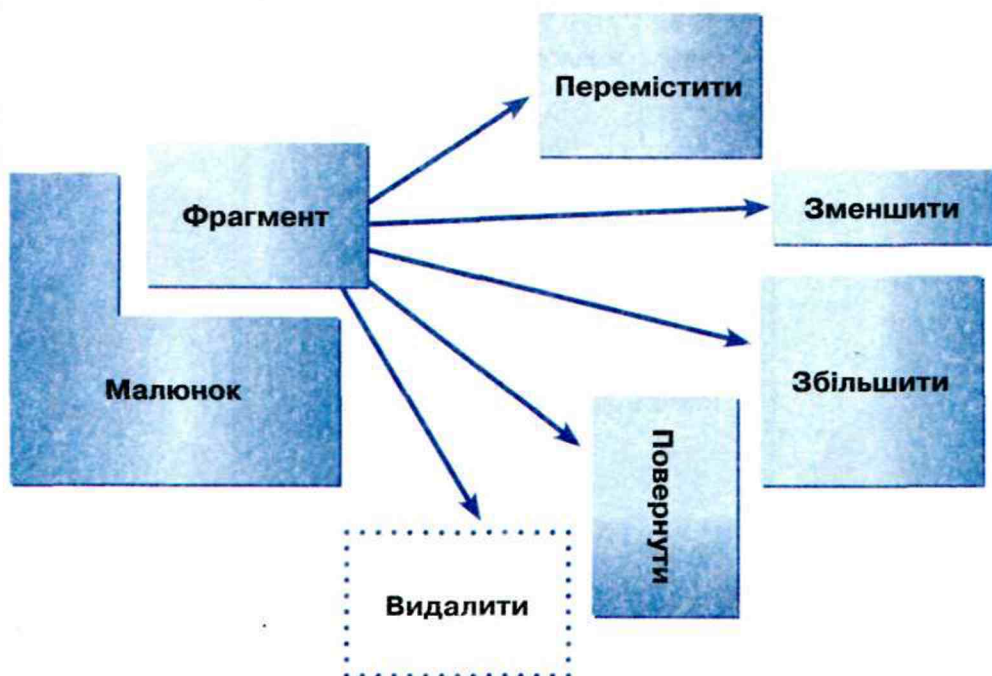 Перемістити
Фрагмент
Зменшити
Малюнок
Збільшити
Повернути
Видалити